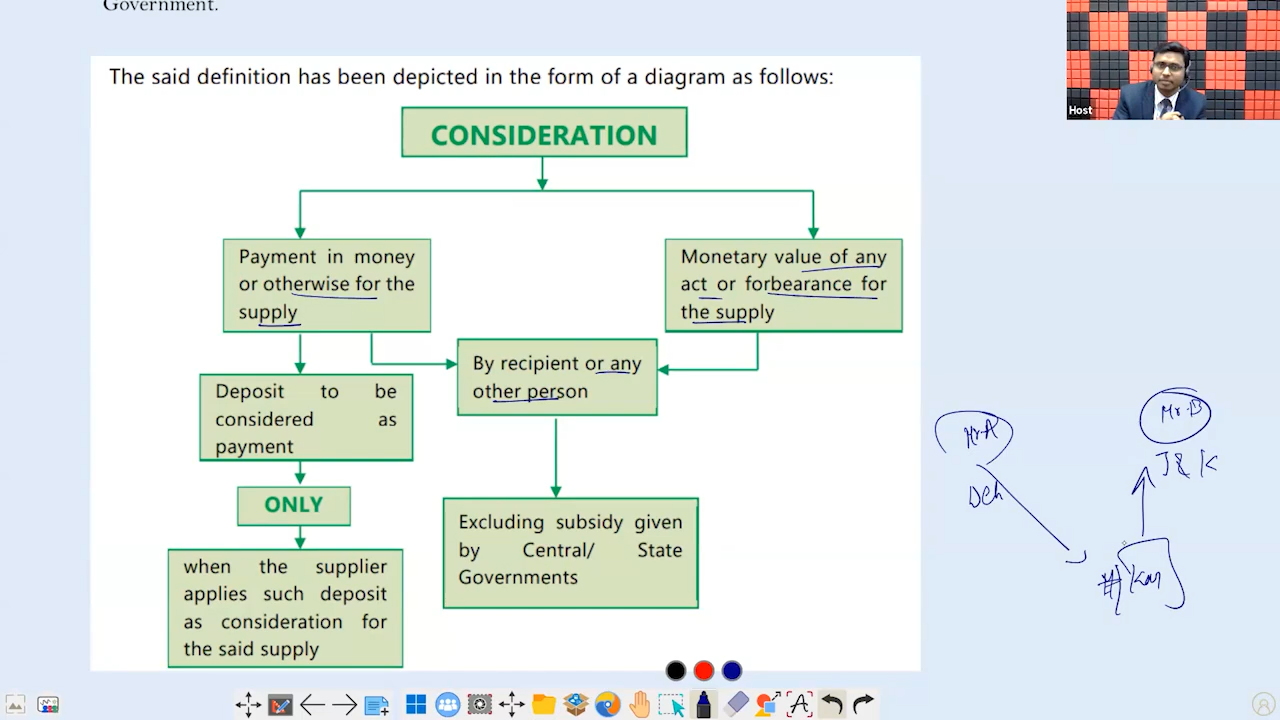 Government.
Host
The said definition has been depicted in the form of a diagram as follows:
CONSIDERATION
Payment in money
or otherwise for the
supply
Monetary value of any
act or forbearance for
the supply
By recipient or any
other person
Deposit to be
considered as
payment
ONLY
when the supplier
applies such deposit
as consideration for
the said supply
Excluding subsidy given
by Central/ State
Governments
Mr.A
Mr.B
J&K
Kar